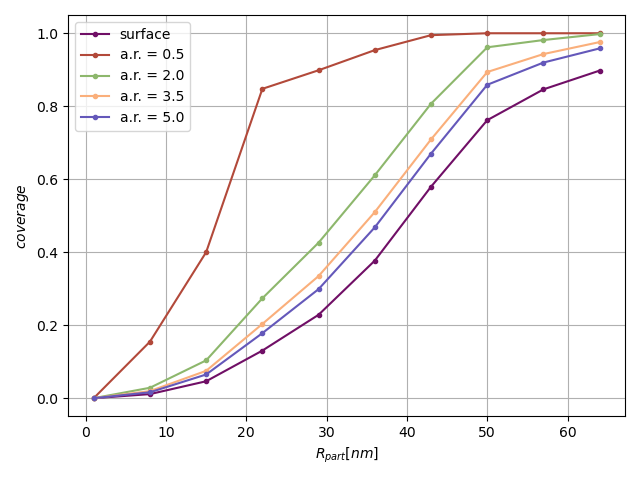 surface
a.r. = 0.5
a.r. = 2.0
a.r. = 3.5
a.r. = 5.0
1.0
0.8
0.6
0.4
0.2
0.0
coverage
0 10 20 30 40 50 60
R_part[nm]